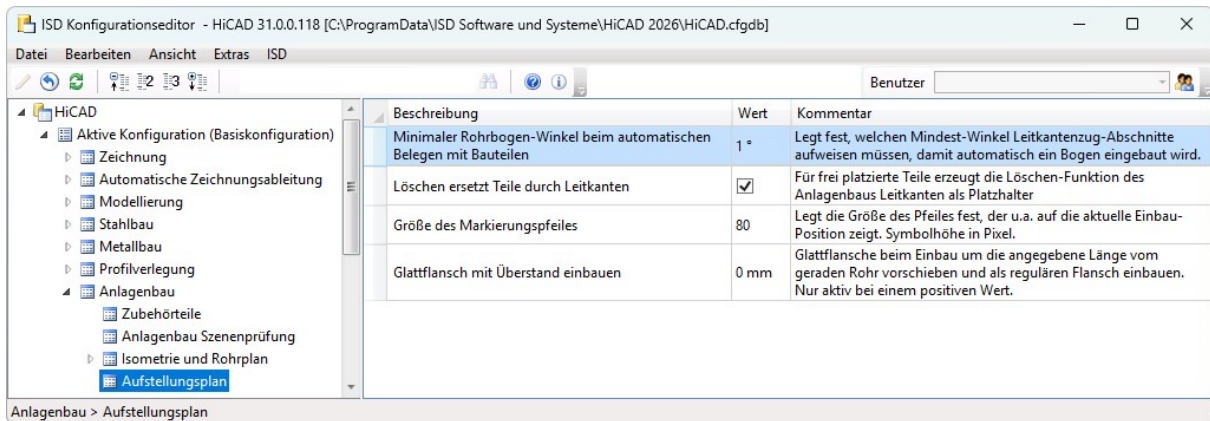 ISD Konfigurationseditor - HiCAD 31.0.0.118 [C:\ProgramData\ISD Software und Systeme\HiCAD 2026\HiCAD.cfgdb]
Datei Bearbeiten Ansicht Extras ISD
2 3 Benutzer
HiCAD
Aktive Konfiguration (Basiskonfiguration)
Zeichnung
Automatische Zeichnungsableitung
Modellierung
Stahlbau
Metallbau
Profilverlegung
Anlagenbau
Zubehörteile
Anlagenbau Szenenprüfung
Isometrie und Rohrplan
Aufstellungsplan
Beschreibung Wert Kommentar
Minimaler Rohrbogen-Winkel beim automatischen
Belegen mit Bauteilen
1 °
Legt fest, welchen Mindest-Winkel Leitkantenzug-Abschnitte
aufweisen müssen, damit automatisch ein Bogen eingebaut wird.
Löschen ersetzt Teile durch Leitkanten
Für frei platzierte Teile erzeugt die Löschen-Funktion des
Anlagenbaus Leitkanten als Platzhalter
Größe des Markierungspfeiles
80
Legt die Größe des Pfeiles fest, der u.a. auf die aktuelle Einbau-
Position zeigt. Symbolhöhe in Pixel.
Glattflansch mit Überstand einbauen
0 mm
Glattflansche beim Einbau um die angegebene Länge vom
geraden Rohr vorschieben und als regulären Flansch einbauen.
Nur aktiv bei einem positiven Wert.
Anlagenbau > Aufstellungsplan